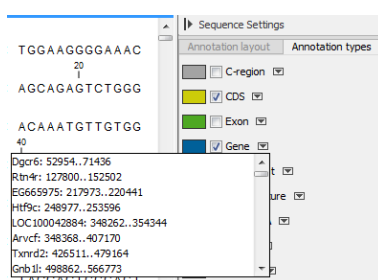 Sequence Settings
Annotation layout Annotation types
TGGAAGGGGAAAC
20
AGCAGAGTCTGGG
ACAAATGTTGTGG
40
C-region
CDS
Exon
Gene
Dgcr6: 52954..71436
Rtn4r: 127800..152502
EG665975: 217973..220441
Htf9c: 248977..253596
LOC100042884: 348262..354344
Arvcf: 348368..407170
Txnrd2: 426511..479164
Gnb1l: 498862..566773
t
ure